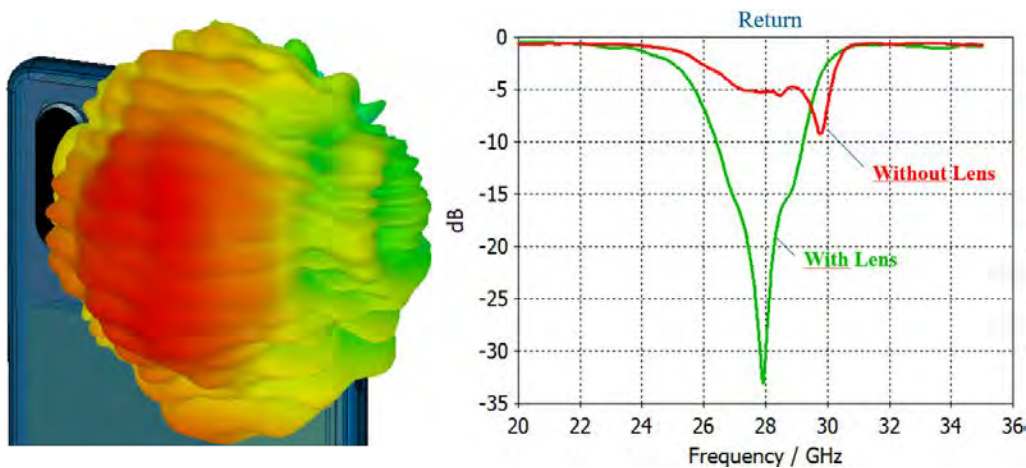 Return
0
-5
-10
-15
-20
-25
-30
-35
dB
Without Lens
With Lens
20 22 24 26 28 30 32 34 36
Frequency / GHz